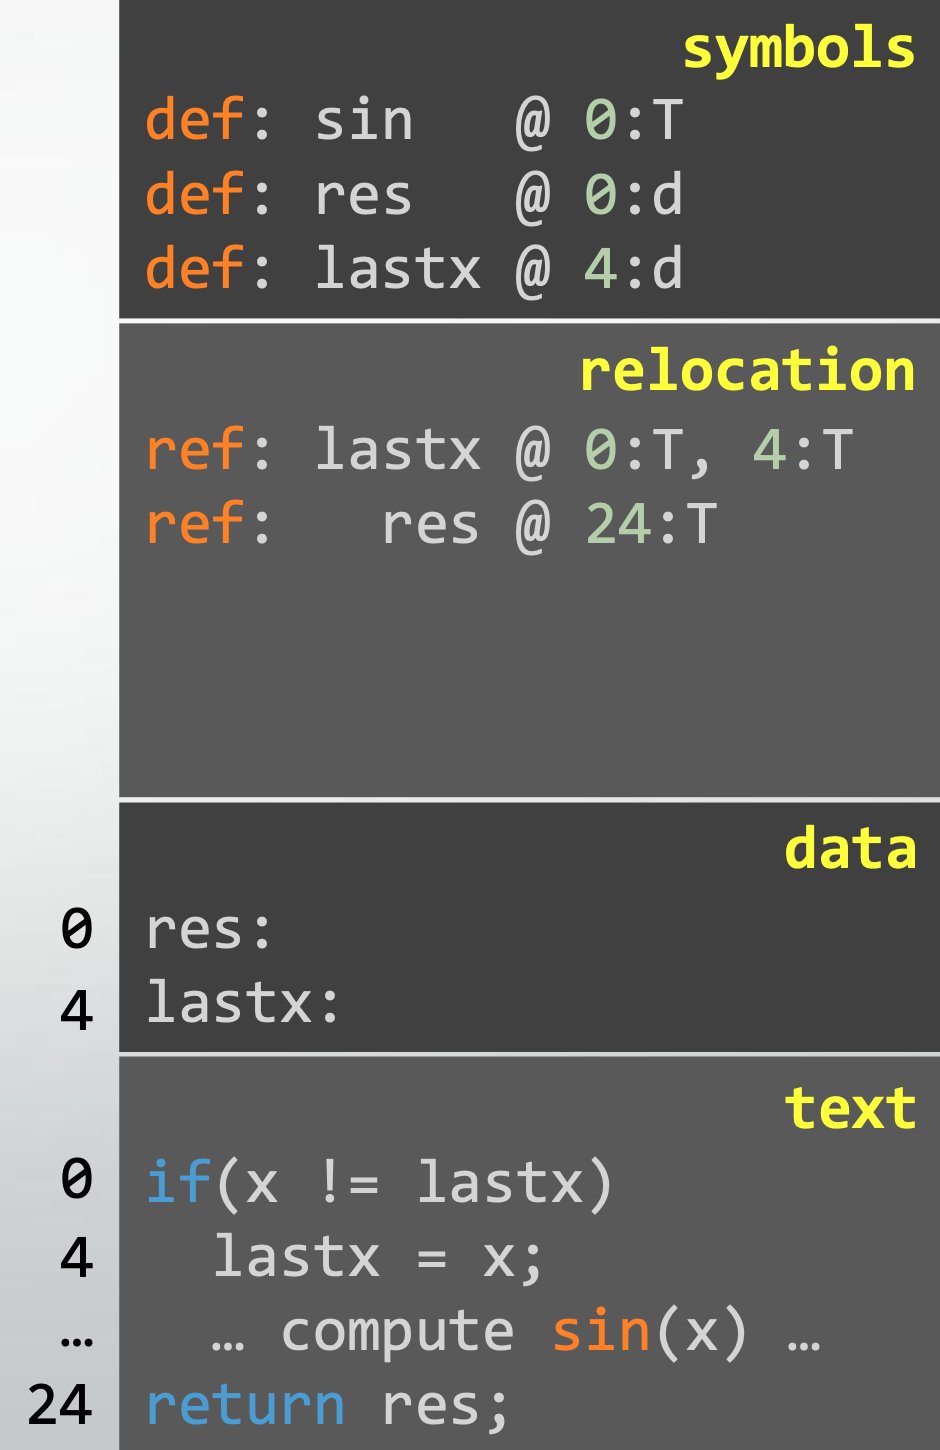 symbols
def: sin @ 0:T
def: res @ 0:d
def: lastx @ 4:d
relocation
ref: lastx @ 0:T, 4:T
ref: res @ 24:T
data
0 res:
4 lastx:
text
0 if(x != lastx)
4 lastx = x;
… … compute sin(x) …
24 return res;